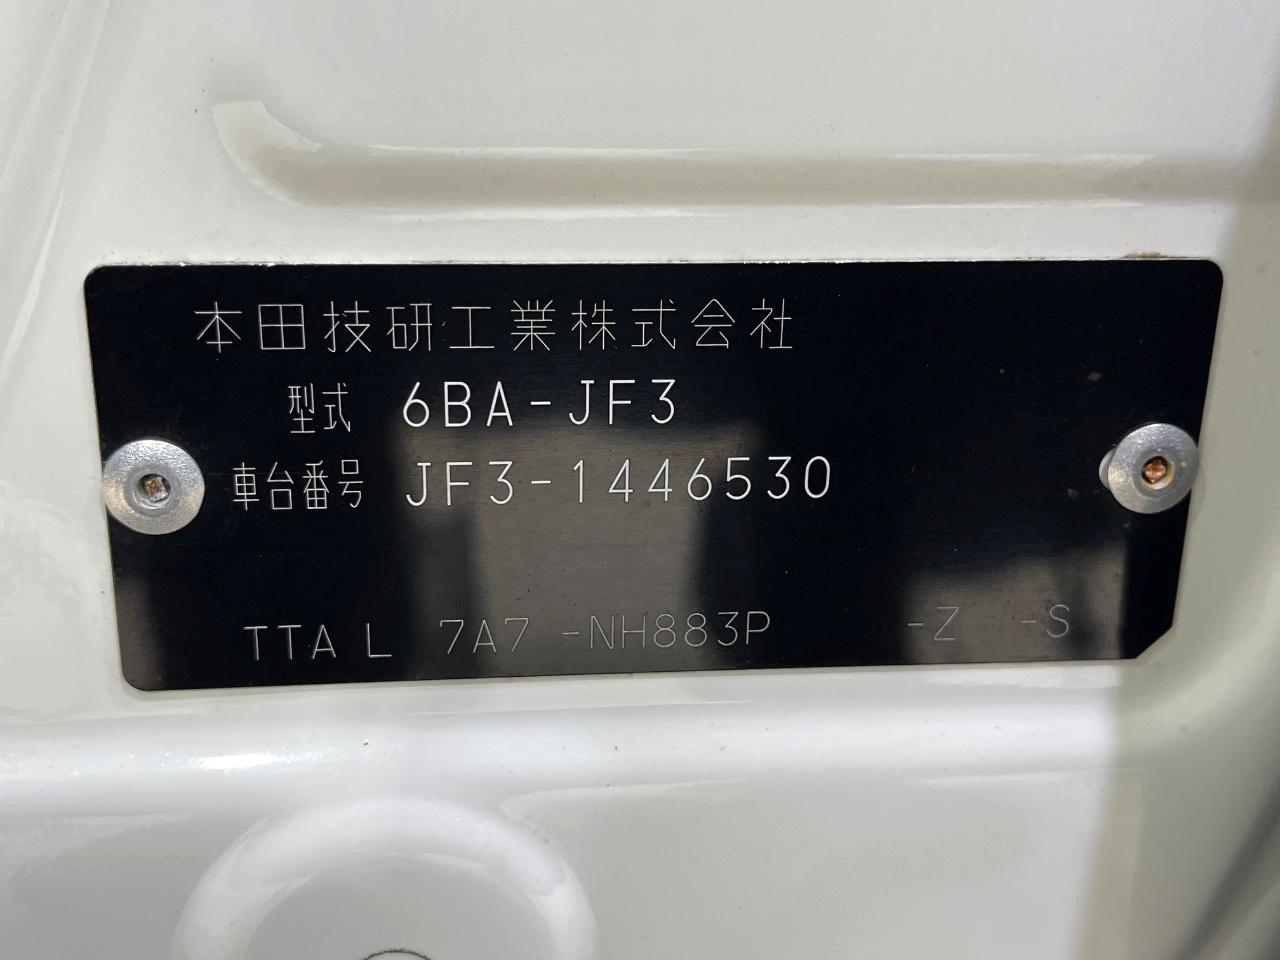 本田技研工業株式会社
型式 6BA-JF3
車台番号 JF3-1446530
TTA L 7A7 -NH883P -Z -S